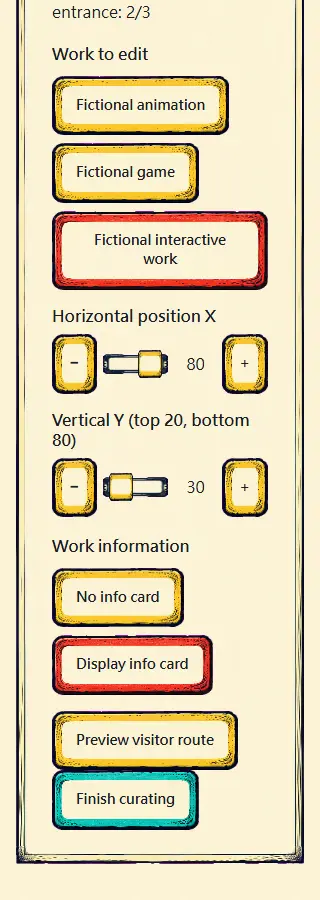 entrance: 2/3
Work to edit
Fictional animation
Fictional game
Fictional interactive
work
Horizontal position X
− 80 +
Vertical Y (top 20, bottom
80)
− 30 +
Work information
No info card
Display info card
Preview visitor route
Finish curating